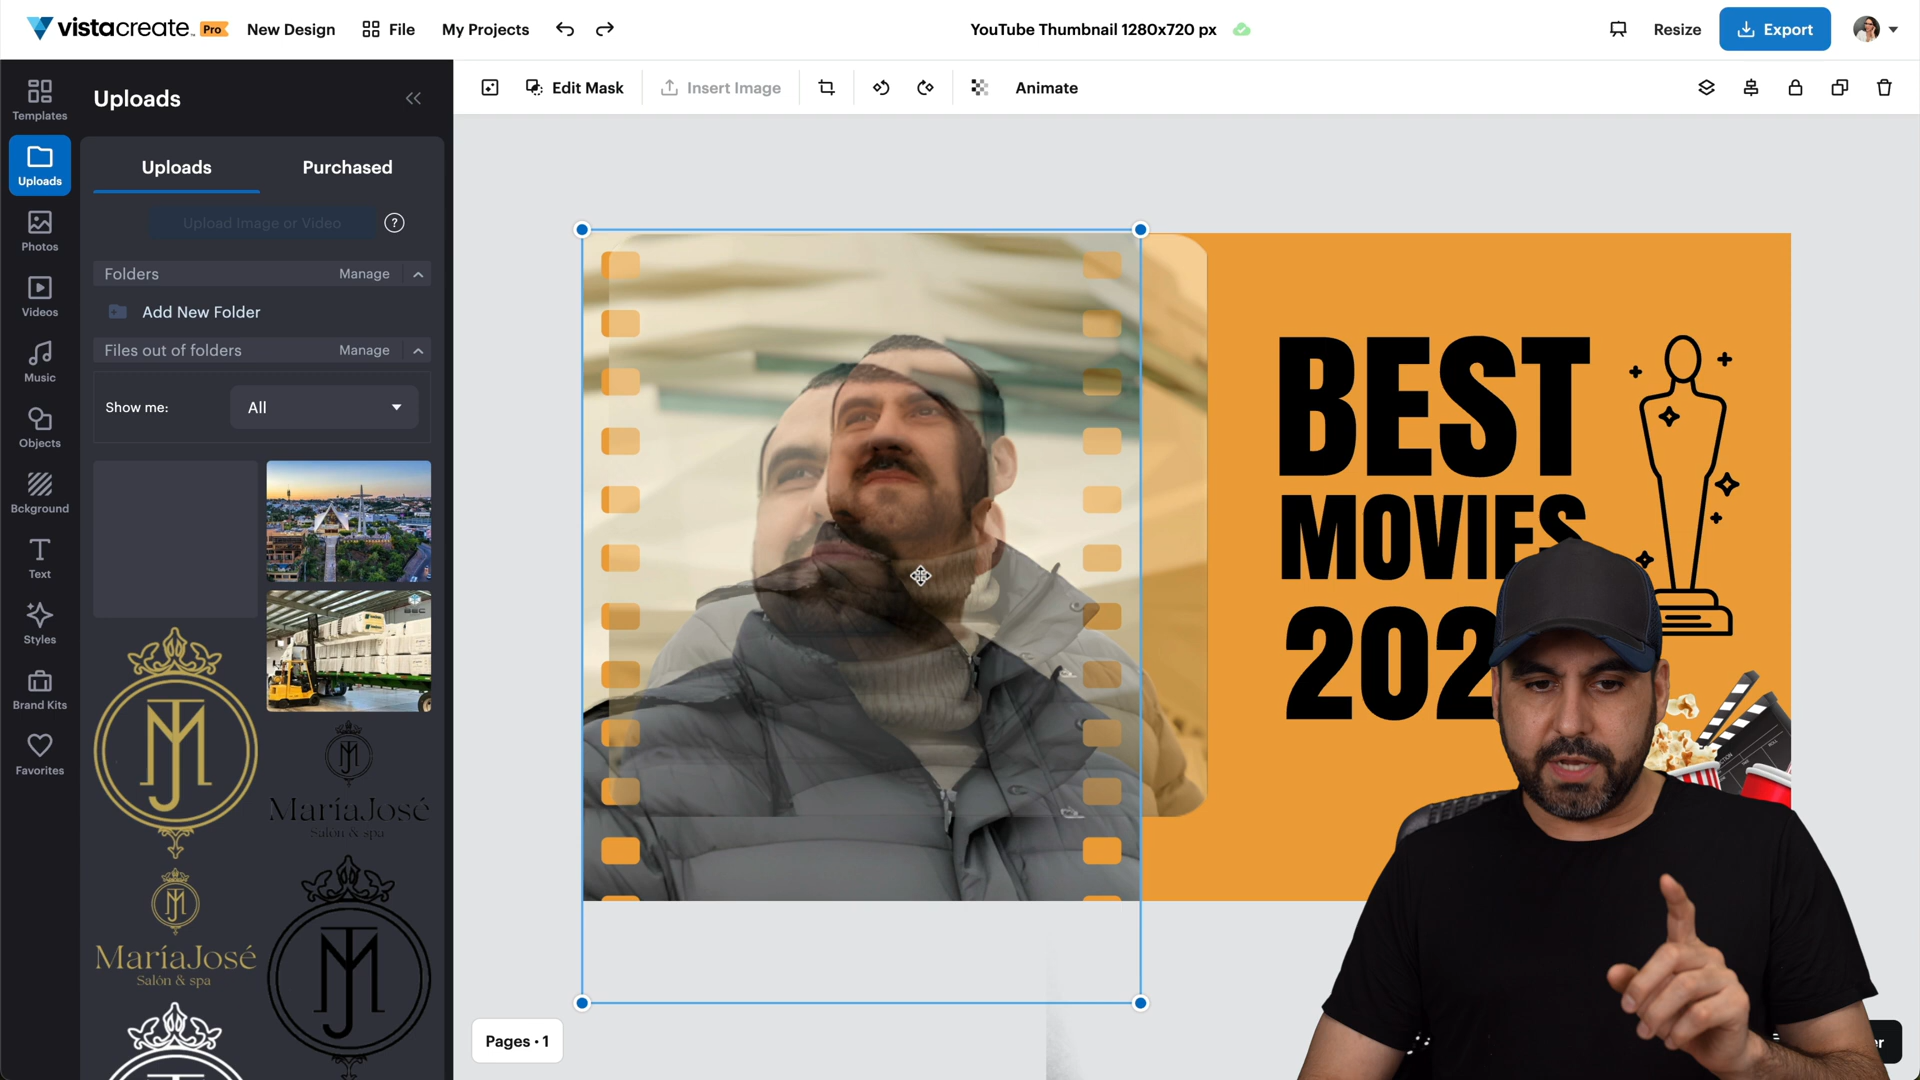 vistacreate Pro
New Design
File
My Projects
YouTube Thumbnail 1280x720 px
Resize
Export
Edit Mask
Insert Image
Animate
Templates
Uploads
Photos
Videos
Music
Objects
Bckground
Text
Styles
Brand Kits
Favorites
Uploads
Uploads
Purchased
Upload Image or Video
?
Folders
Manage
Add New Folder
Files out of folders
Manage
Show me:
All
MaríaJosé
Salón & spa
MaríaJosé
Salón & spa
BEST
MOVIES
202
Pages • 1
er